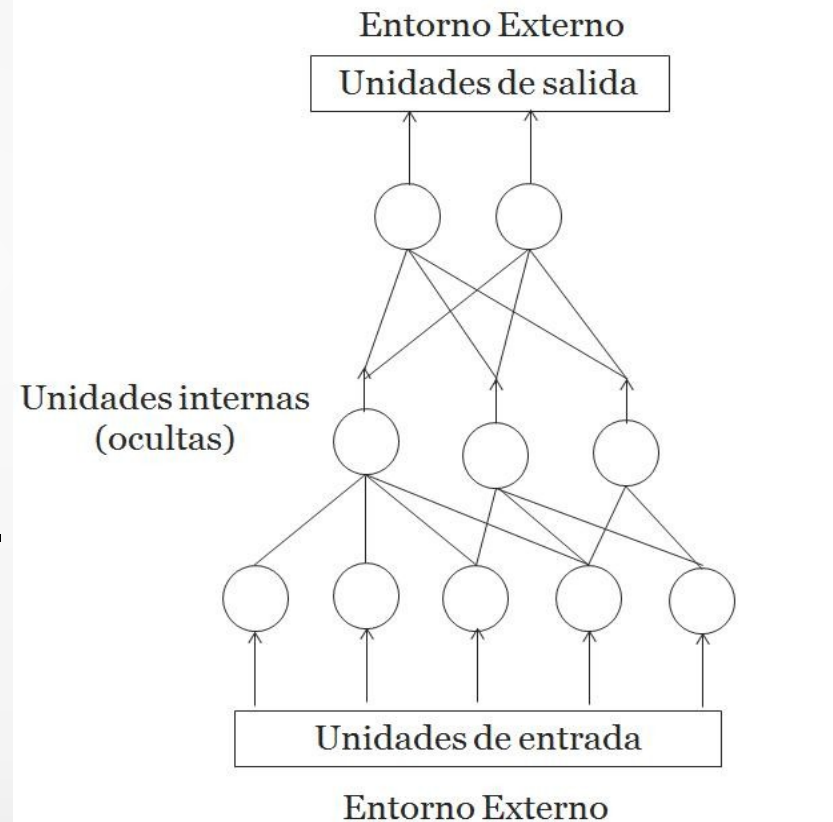 Entorno Externo
Unidades de salida
Unidades internas
(ocultas)
Unidades de entrada
Entorno Externo